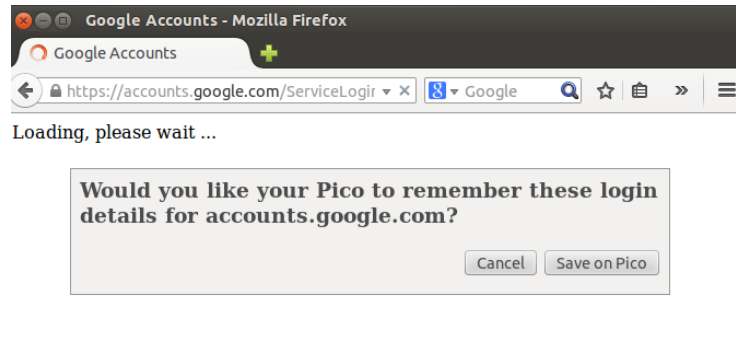 Google Accounts - Mozilla Firefox
Google Accounts
https://accounts.google.com/ServiceLogin
8 Google
Loading, please wait ...
Would you like your Pico to remember these login
details for accounts.google.com?
Cancel Save on Pico